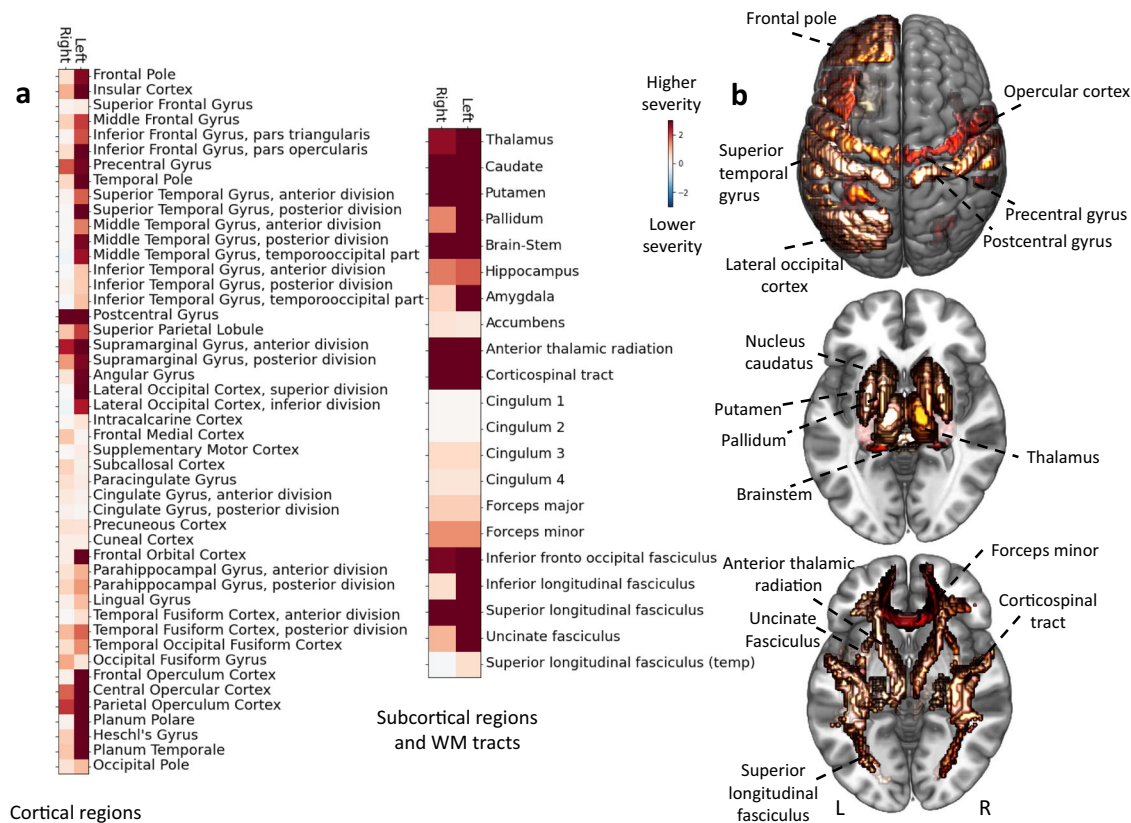 a
Right
Left
Frontal Pole
Insular Cortex
Superior Frontal Gyrus
Middle Frontal Gyrus
Inferior Frontal Gyrus, pars triangularis
Inferior Frontal Gyrus, pars opercularis
Precentral Gyrus
Temporal Pole
Superior Temporal Gyrus, anterior division
Superior Temporal Gyrus, posterior division
Middle Temporal Gyrus, anterior division
Middle Temporal Gyrus, posterior division
Middle Temporal Gyrus, temporooccipital part
Inferior Temporal Gyrus, anterior division
Inferior Temporal Gyrus, posterior division
Inferior Temporal Gyrus, temporooccipital part
Postcentral Gyrus
Superior Parietal Lobule
Supramarginal Gyrus, anterior division
Supramarginal Gyrus, posterior division
Angular Gyrus
Lateral Occipital Cortex, superior division
Lateral Occipital Cortex, inferior division
Intracalcarine Cortex
Frontal Medial Cortex
Supplementary Motor Cortex
Subcallosal Cortex
Paracingulate Gyrus
Cingulate Gyrus, anterior division
Cingulate Gyrus, posterior division
Precuneous Cortex
Cuneal Cortex
Frontal Orbital Cortex
Parahippocampal Gyrus, anterior division
Parahippocampal Gyrus, posterior division
Lingual Gyrus
Temporal Fusiform Cortex, anterior division
Temporal Fusiform Cortex, posterior division
Temporal Occipital Fusiform Cortex
Occipital Fusiform Gyrus
Frontal Operculum Cortex
Central Opercular Cortex
Parietal Operculum Cortex
Planum Polare
Heschl's Gyrus
Planum Temporale
Occipital Pole
Cortical regions
Right
Left
Thalamus
Caudate
Putamen
Pallidum
Brain-Stem
Hippocampus
Amygdala
Accumbens
Anterior thalamic radiation
Corticospinal tract
Cingulum 1
Cingulum 2
Cingulum 3
Cingulum 4
Forceps major
Forceps minor
Inferior fronto occipital fasciculus
Inferior longitudinal fasciculus
Superior longitudinal fasciculus
Uncinate fasciculus
Superior longitudinal fasciculus (temp)
Subcortical regions
and WM tracts
Higher
severity
2
0
−2
Lower
severity
b
Frontal pole
Opercular cortex
Superior
temporal
gyrus
Precentral gyrus
Postcentral gyrus
Lateral occipital
cortex
Nucleus
caudatus
Putamen
Pallidum
Thalamus
Brainstem
Forceps minor
Anterior thalamic
radiation
Corticospinal
tract
Uncinate
Fasciculus
Superior
longitudinal
fasciculus
L
R